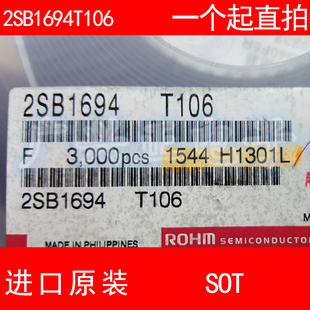 2SB1694T106 一个起直拍
2SB1694 T106
F 3,000pcs 1544 H1301L
2SB1694 T106
MADE IN PHILIPPINES
ROHM SEMICONDUCTOR
进口原装 SOT